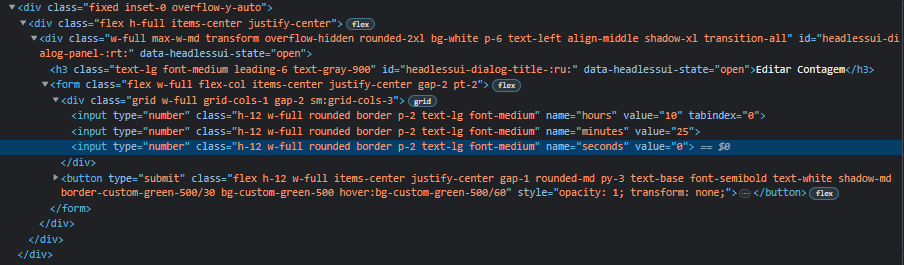 <div class="fixed inset-0 overflow-y-auto">
<div class="flex h-full items-center justify-center"> flex
<div class="w-full max-w-md transform overflow-hidden rounded-2xl bg-white p-6 text-left align-middle shadow-xl transition-all" id="headlessui-di
alog-panel-:rt:" data-headlessui-state="open">
<h3 class="text-lg font-medium leading-6 text-gray-900" id="headlessui-dialog-title-:ru:" data-headlessui-state="open">Editar Contagem</h3>
<form class="flex w-full flex-col items-center justify-center gap-2 pt-2"> flex
<div class="grid w-full grid-cols-1 gap-2 sm:grid-cols-3"> grid
<input type="number" class="h-12 w-full rounded border p-2 text-lg font-medium" name="hours" value="10" tabindex="0">
<input type="number" class="h-12 w-full rounded border p-2 text-lg font-medium" name="minutes" value="25">
<input type="number" class="h-12 w-full rounded border p-2 text-lg font-medium" name="seconds" value="0"> == $0
</div>
<button type="submit" class="flex h-12 w-full items-center justify-center gap-1 rounded-md py-3 text-base font-semibold text-white shadow-md
border-custom-green-500/30 bg-custom-green-500 hover:bg-custom-green-500/60" style="opacity: 1; transform: none;"> … </button> flex
</form>
</div>
</div>
</div>